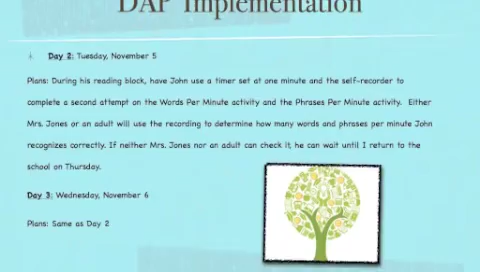 DAP Implementation
Day 2: Tuesday, November 5
Plans: During his reading block, have John use a timer set at one minute and the self-recorder to
complete a second attempt on the Words Per Minute activity and the Phrases Per Minute activity. Either
Mrs. Jones or an adult will use the recording to determine how many words and phrases per minute John
recognizes correctly. If neither Mrs. Jones nor an adult can check it, he can wait until I return to the
school on Thursday.
Day 3: Wednesday, November 6
Plans: Same as Day 2